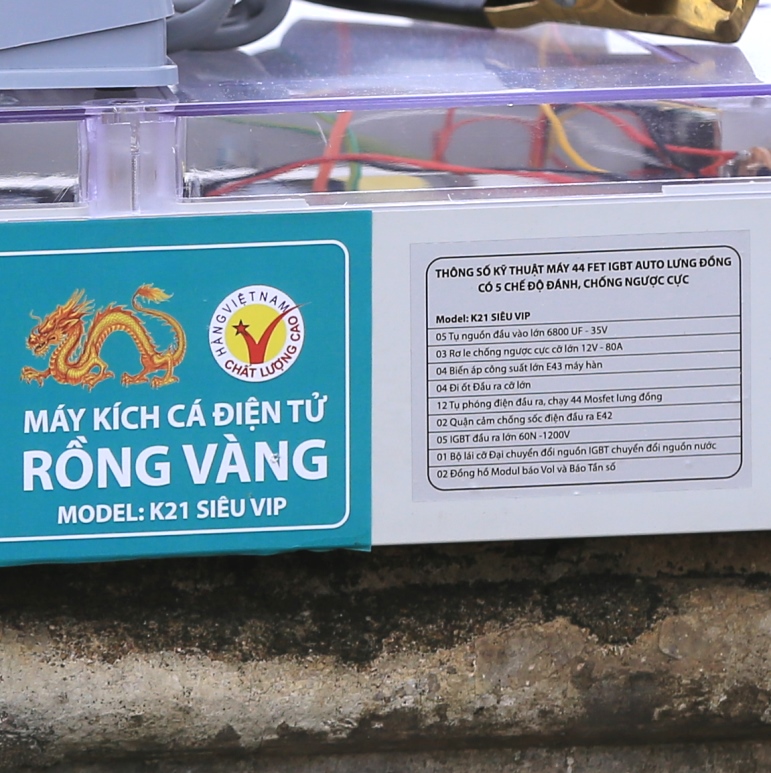 HÀNG VIỆT NAM
CHẤT LƯỢNG CAO
MÁY KÍCH CÁ ĐIỆN TỬ
RỒNG VÀNG
MODEL: K21 SIÊU VIP
THÔNG SỐ KỸ THUẬT MÁY 44 FET IGBT AUTO LƯNG ĐỒNG
CÓ 5 CHẾ ĐỘ ĐÁNH, CHỐNG NGƯỢC CỰC
Model: K21 SIÊU VIP
05 Tụ nguồn đầu vào lớn 6800 UF - 35V
03 Rơ le chống ngược cực cỡ lớn 12V - 80A
04 Biến áp công suất lớn E43 máy hàn
04 Đi ốt Đầu ra cỡ lớn
12 Tụ phóng điện đầu ra, chạy 44 Mosfet lưng đồng
02 Quận cảm chống sốc điện đầu ra E42
05 IGBT đầu ra lớn 60N -1200V
01 Bộ lái cỡ Đại chuyển đổi nguồn IGBT chuyển đổi nguồn nước
02 Đồng hồ Modul báo Vol và Báo Tần số